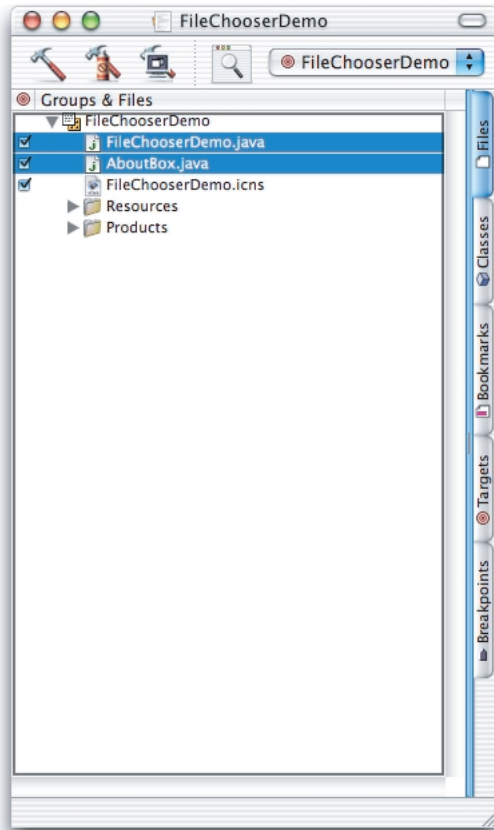 FileChooserDemo
FileChooserDemo
Groups & Files
FileChooserDemo
FileChooserDemo.java
AboutBox.java
FileChooserDemo.icns
Resources
Products
Files
Classes
Bookmarks
Targets
Breakpoints